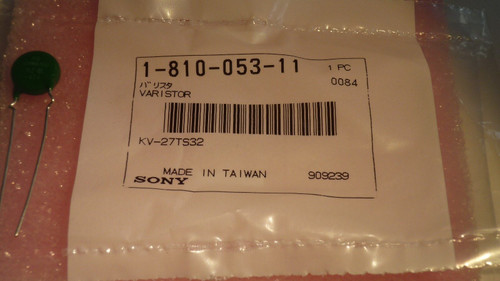 1-810-053-11 1 PC
バリスタ 0084
VARISTOR
KV-27TS32
MADE IN TAIWAN 909239
SONY